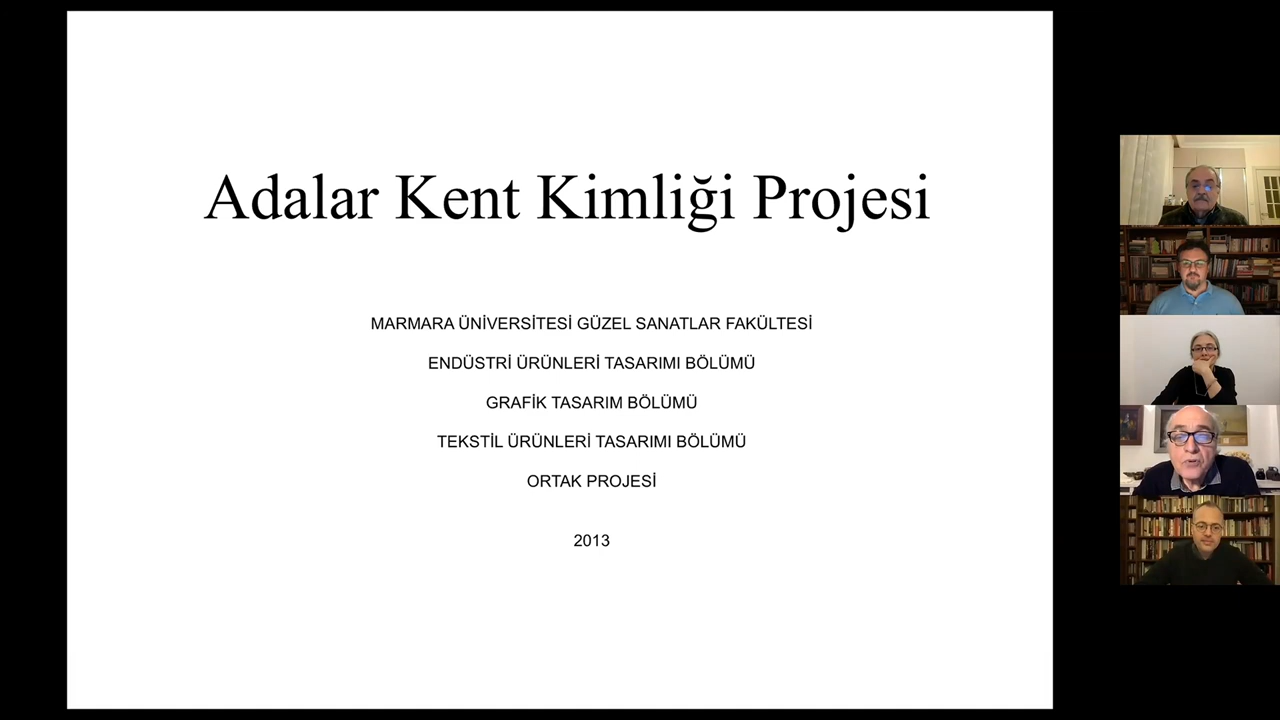 Adalar Kent Kimliği Projesi
MARMARA ÜNİVERSİTESİ GÜZEL SANATLAR FAKÜLTESİ
ENDÜSTRİ ÜRÜNLERİ TASARIMI BÖLÜMÜ
GRAFİK TASARIM BÖLÜMÜ
TEKSTİL ÜRÜNLERİ TASARIMI BÖLÜMÜ
ORTAK PROJESİ
2013